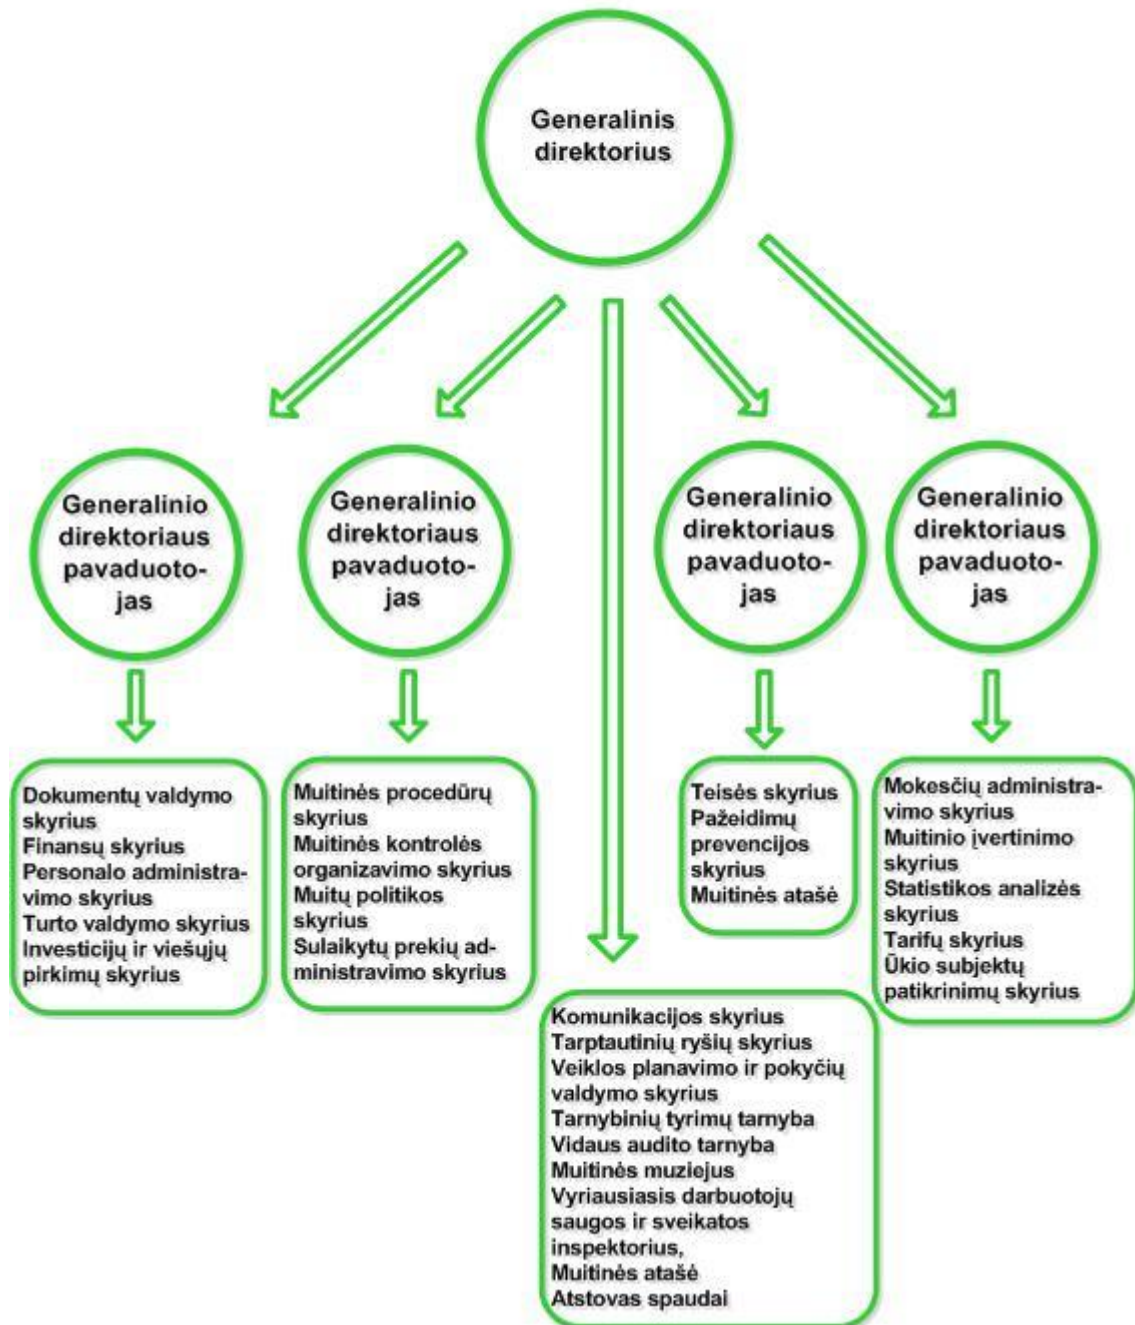 Generalinis
direktorius
Generalinio
direktoriaus
pavaduoto-
jas
Generalinio
direktoriaus
pavaduoto-
jas
Generalinio
direktoriaus
pavaduoto-
jas
Generalinio
direktoriaus
pavaduoto-
jas
Dokumentų valdymo
skyrius
Finansų skyrius
Personalo administra-
vimo skyrius
Turto valdymo skyrius
Investicijų ir viešųjų
pirkimų skyrius
Muitinės procedūrų
skyrius
Muitinės kontrolės
organizavimo skyrius
Muitų politikos
skyrius
Sulaikytų prekių ad-
ministravimo skyrius
Teisės skyrius
Pažeidimų
prevencijos
skyrius
Muitinės atašė
Mokesčių administra-
vimo skyrius
Muitinio įvertinimo
skyrius
Statistikos analizės
skyrius
Tarifų skyrius
Ūkio subjektų
patikrinimų skyrius
Komunikacijos skyrius
Tarptautinių ryšių skyrius
Veiklos planavimo ir pokyčių
valdymo skyrius
Tarnybinių tyrimų tarnyba
Vidaus audito tarnyba
Muitinės muziejus
Vyriausiasis darbuotojų
saugos ir sveikatos
inspektorius,
Muitinės atašė
Atstovas spaudai